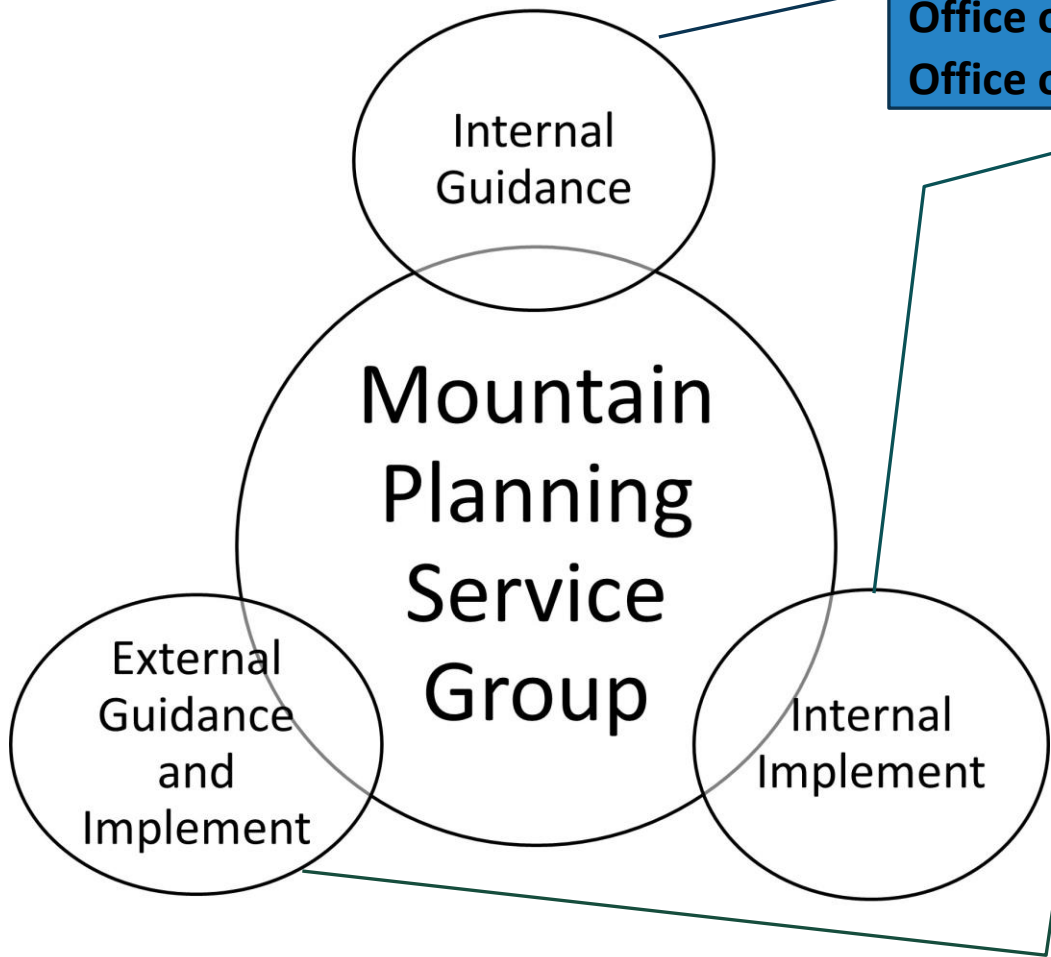 Office
Office
Internal
Guidance
Mountain
Planning
Service
Group
External
Guidance
and
Implement
Internal
Implement